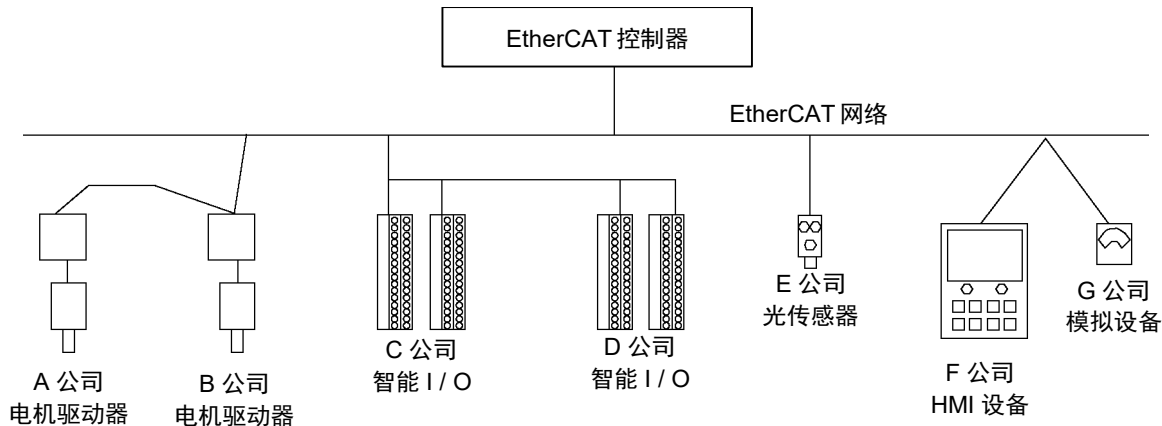 EtherCAT 控制器
EtherCAT 网络
A 公司
电机驱动器
B 公司
电机驱动器
C 公司
智能 I / O
D 公司
智能 I / O
E 公司
光传感器
F 公司
HMI 设备
G 公司
模拟设备